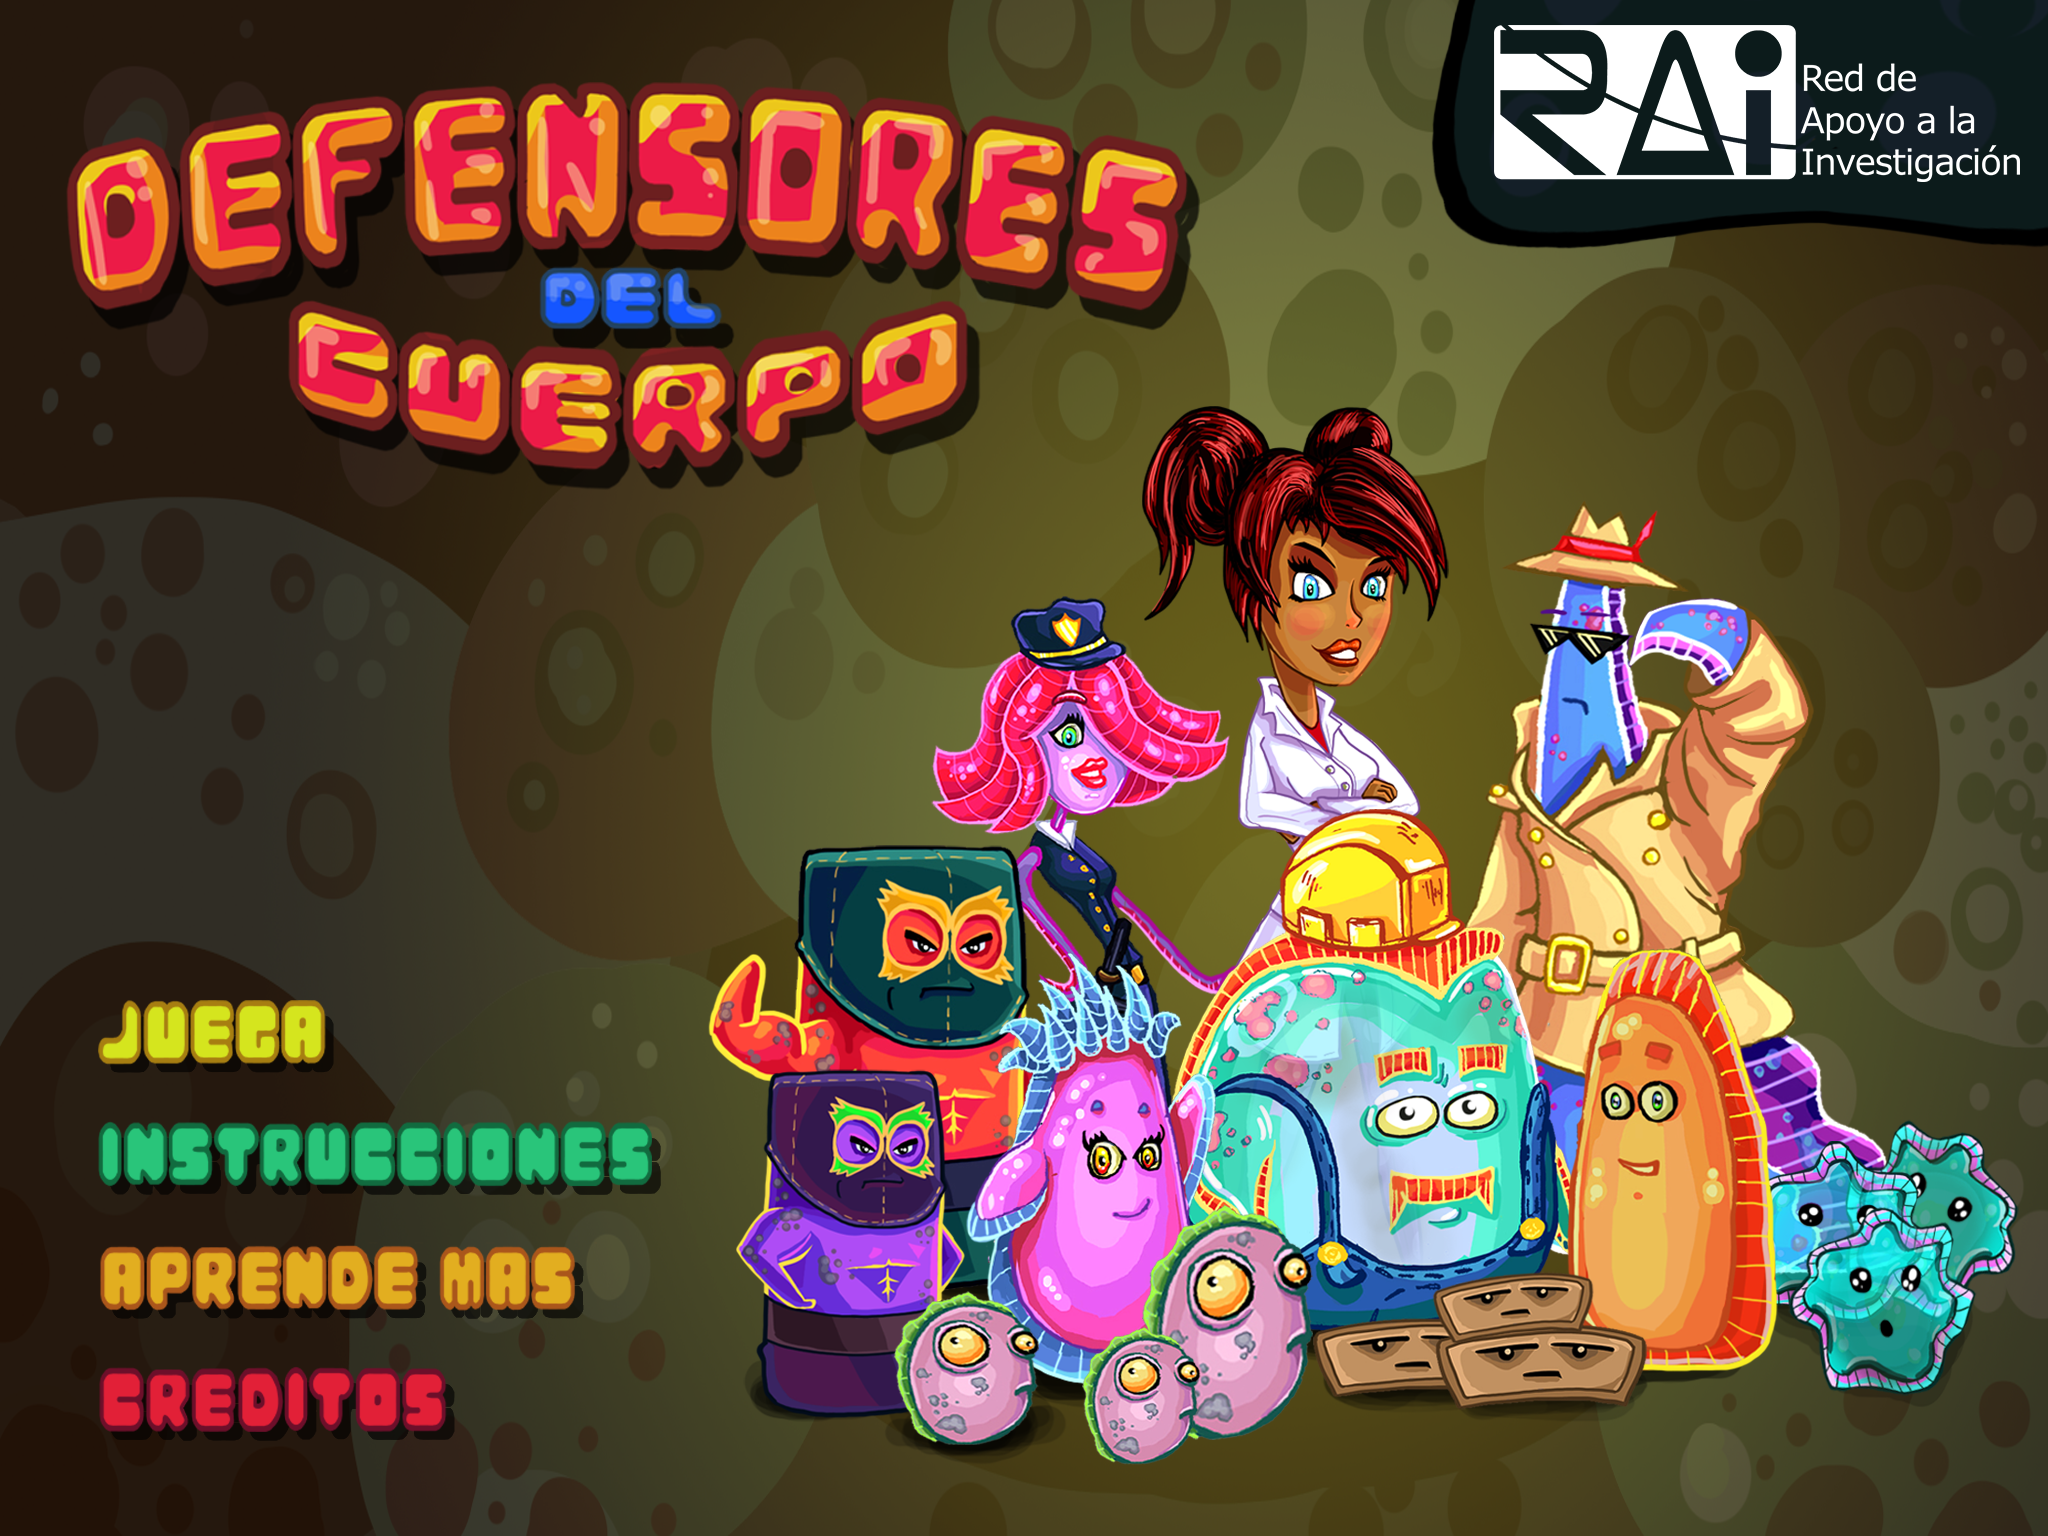 RAi
Red de
Apoyo a la
Investigación
DEFENSORES
DEL
CUERPO
JUEGA
INSTRUCCIONES
APRENDE MAS
CREDITOS